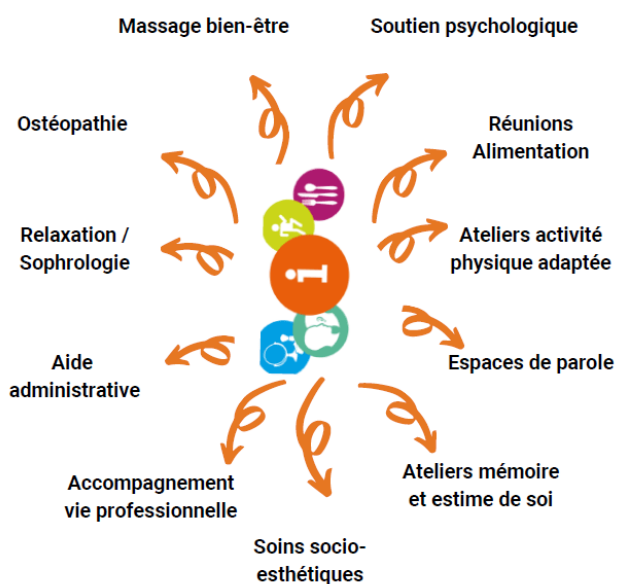 Massage bien-être
Soutien psychologique
Ostéopathie
Réunions
Alimentation
Relaxation /
Sophrologie
Ateliers activité
physique adaptée
Aide
administrative
Espaces de parole
Accompagnement
vie professionnelle
Ateliers mémoire
et estime de soi
Soins socio-
esthétiques